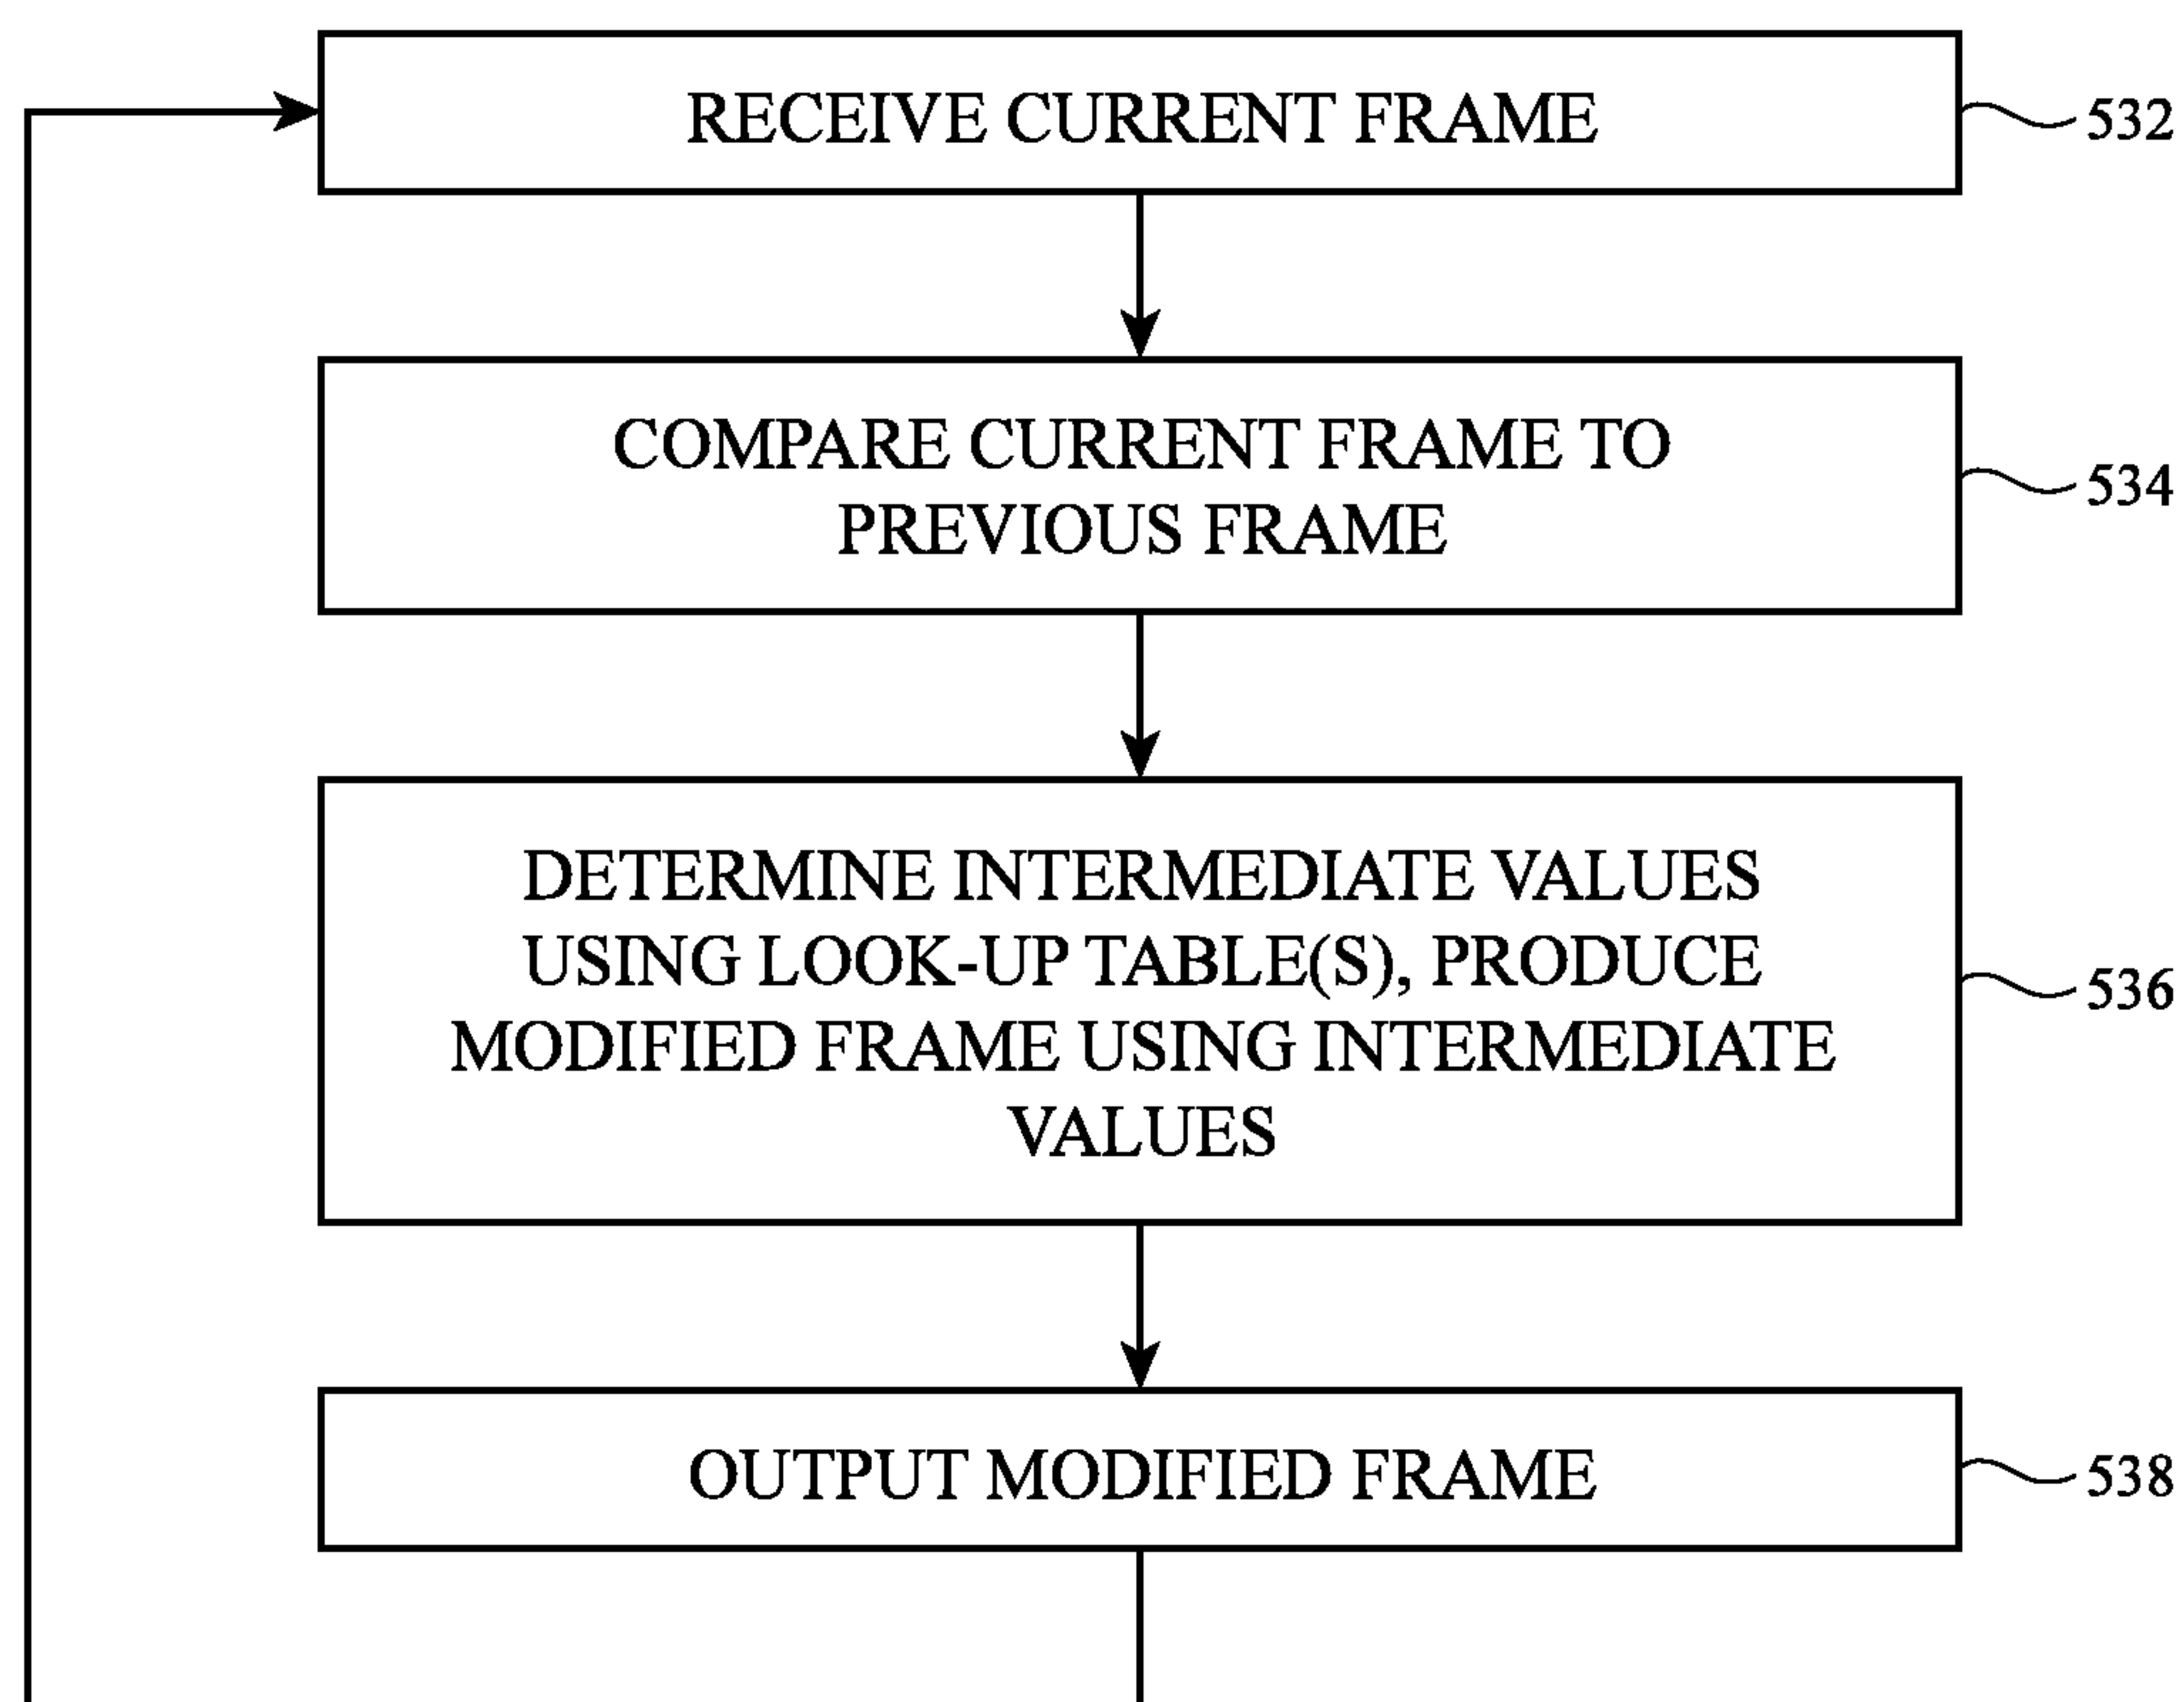 RECEIVE CURRENT FRAME
532
COMPARE CURRENT FRAME TO
PREVIOUS FRAME
534
DETERMINE INTERMEDIATE VALUES
USING LOOK-UP TABLE(S), PRODUCE
MODIFIED FRAME USING INTERMEDIATE
VALUES
536
OUTPUT MODIFIED FRAME
538